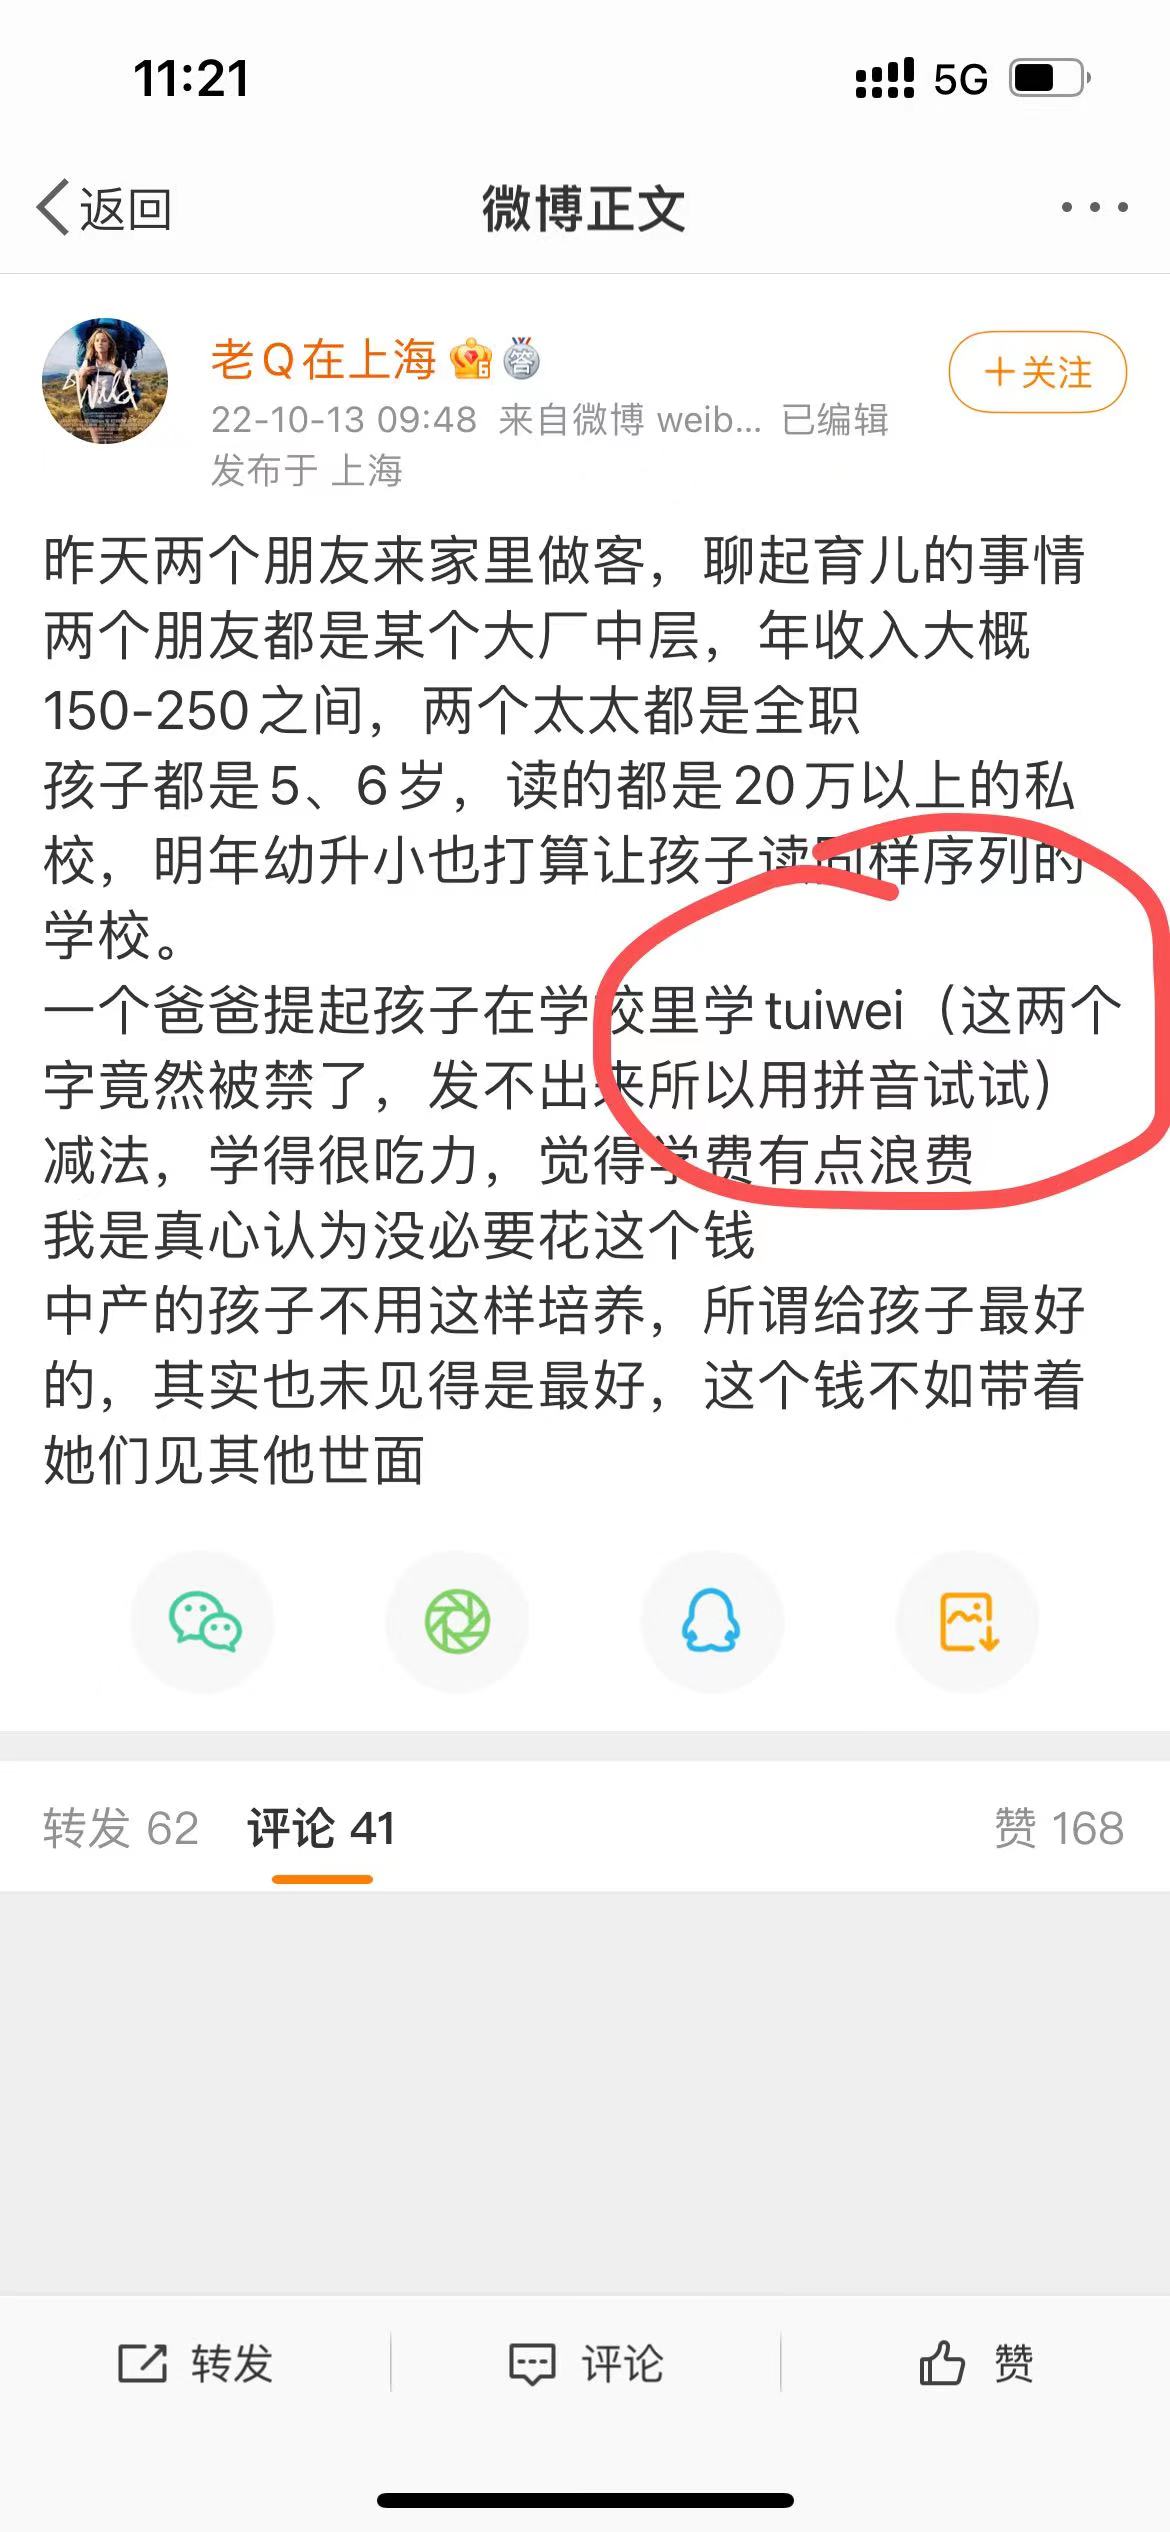 11:21
5G
返回
微博正文
Wild
老Q在上海
答
22-10-13 09:48 来自微博 weib... 已编辑
发布于 上海
+关注
昨天两个朋友来家里做客，聊起育儿的事情
两个朋友都是某个大厂中层，年收入大概
150-250之间，两个太太都是全职
孩子都是5、6岁，读的都是20万以上的私
校，明年幼升小也打算让孩子读同样序列的
学校。
一个爸爸提起孩子在学校里学tuiwei（这两个
字竟然被禁了，发不出来所以用拼音试试）
减法，学得很吃力，觉得学费有点浪费
我是真心认为没必要花这个钱
中产的孩子不用这样培养，所谓给孩子最好
的，其实也未见得是最好，这个钱不如带着
她们见其他世面
转发 62 评论 41 赞 168
转发 评论 赞